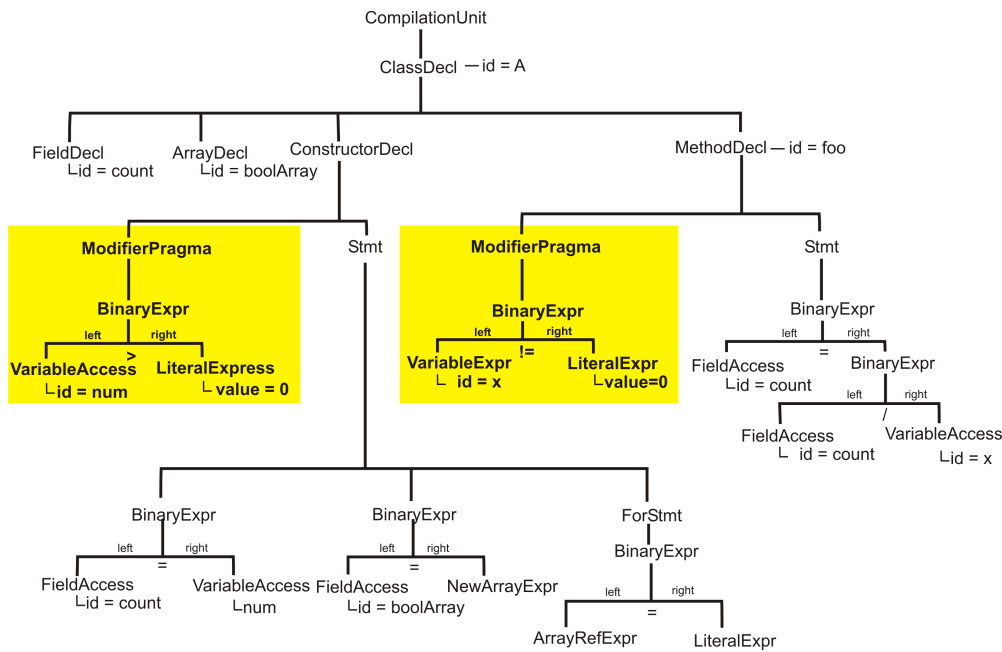 CompilationUnit
ClassDecl — id = A
FieldDecl
id = count
ArrayDecl
id = boolArray
ConstructorDecl
MethodDecl — id = foo
ModifierPragma
Stmt
ModifierPragma
Stmt
BinaryExpr
left right
>
VariableAccess
id = num
LiteralExpress
value = 0
BinaryExpr
left right
!=
VariableExpr
id = x
LiteralExpr
value=0
BinaryExpr
left right
=
FieldAccess
id = count
BinaryExpr
left right
/
FieldAccess
id = count
VariableAccess
id = x
BinaryExpr
left right
=
FieldAccess
id = count
VariableAccess
num
BinaryExpr
left right
=
FieldAccess
id = boolArray
NewArrayExpr
ForStmt
BinaryExpr
left right
=
ArrayRefExpr
LiteralExpr